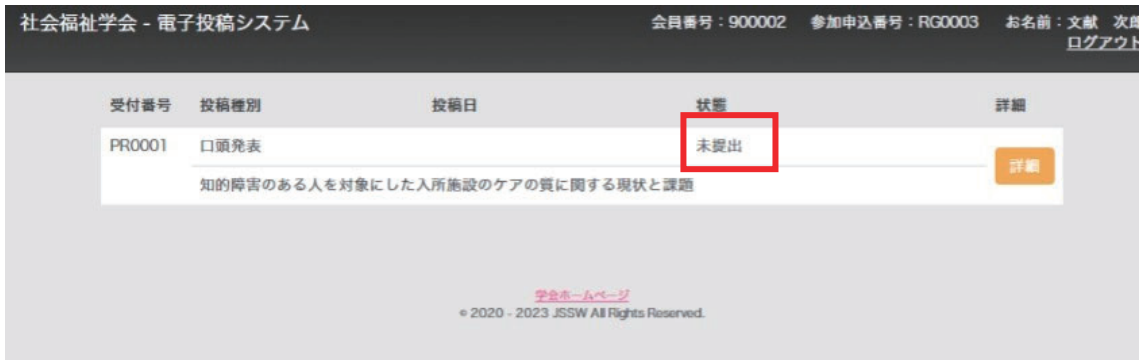 社会福祉学会 - 電子投稿システム
会員番号：900002 参加申込番号：RG0003 お名前：文献 次郎
ログアウト
受付番号 投稿種別 投稿日 状態 詳細
PR0001 口頭発表 未提出
詳細
知的障害のある人を対象にした入所施設のケアの質に関する現状と課題
学会ホームページ
© 2020 - 2023 JSSW All Rights Reserved.